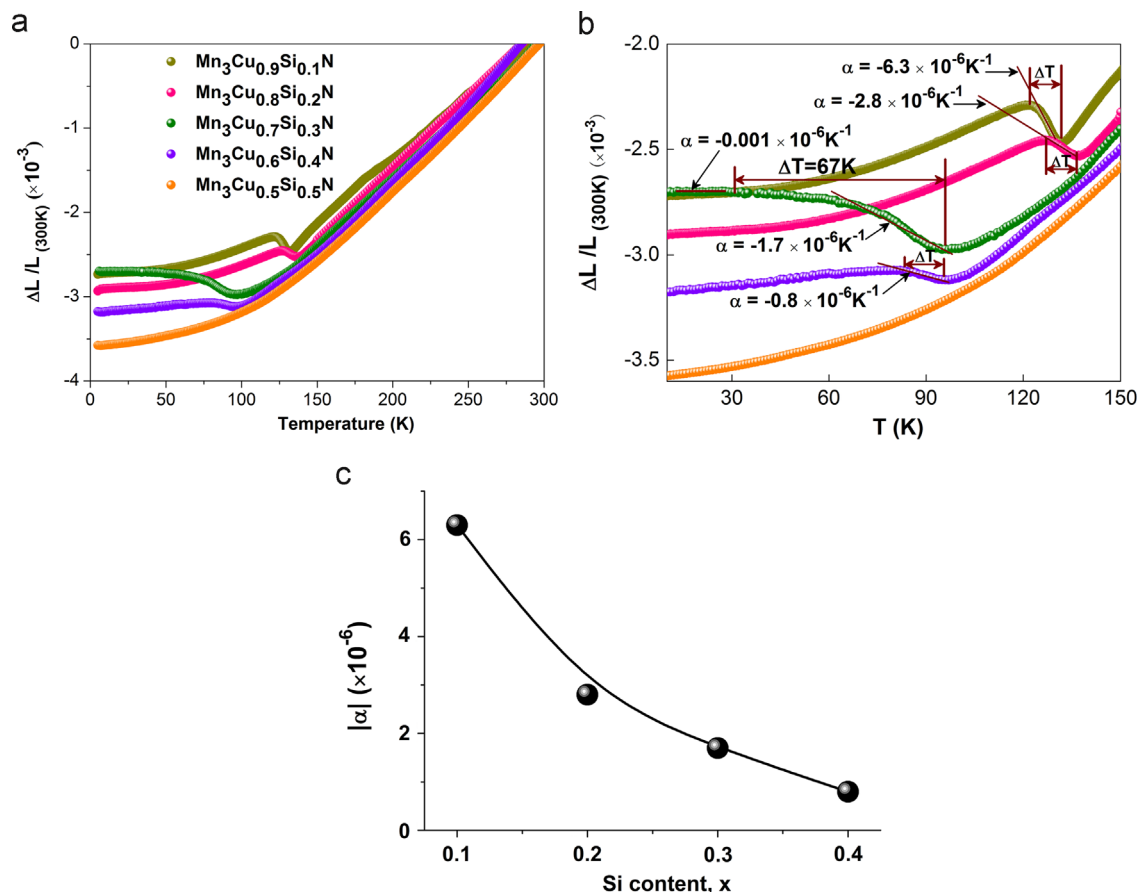 a
0
-1
-2
-3
-4
ΔL /L(300K) (×10⁻³)
Mn₃Cu₀.₉Si₀.₁N
Mn₃Cu₀.₈Si₀.₂N
Mn₃Cu₀.₇Si₀.₃N
Mn₃Cu₀.₆Si₀.₄N
Mn₃Cu₀.₅Si₀.₅N
0 50 100 150 200 250 300
Temperature (K)
b
-2.0
-2.5
-3.0
-3.5
ΔL /L(300K) (×10⁻³)
α = -6.3 × 10⁻⁶K⁻¹
ΔT
α = -2.8 × 10⁻⁶K⁻¹
α = -0.001 × 10⁻⁶K⁻¹
ΔT=67K
ΔT
α = -1.7 × 10⁻⁶K⁻¹
ΔT
α = -0.8 × 10⁻⁶K⁻¹
30 60 90 120 150
T (K)
c
6
4
2
0
|α| (×10⁻⁶)
0.1 0.2 0.3 0.4
Si content, x